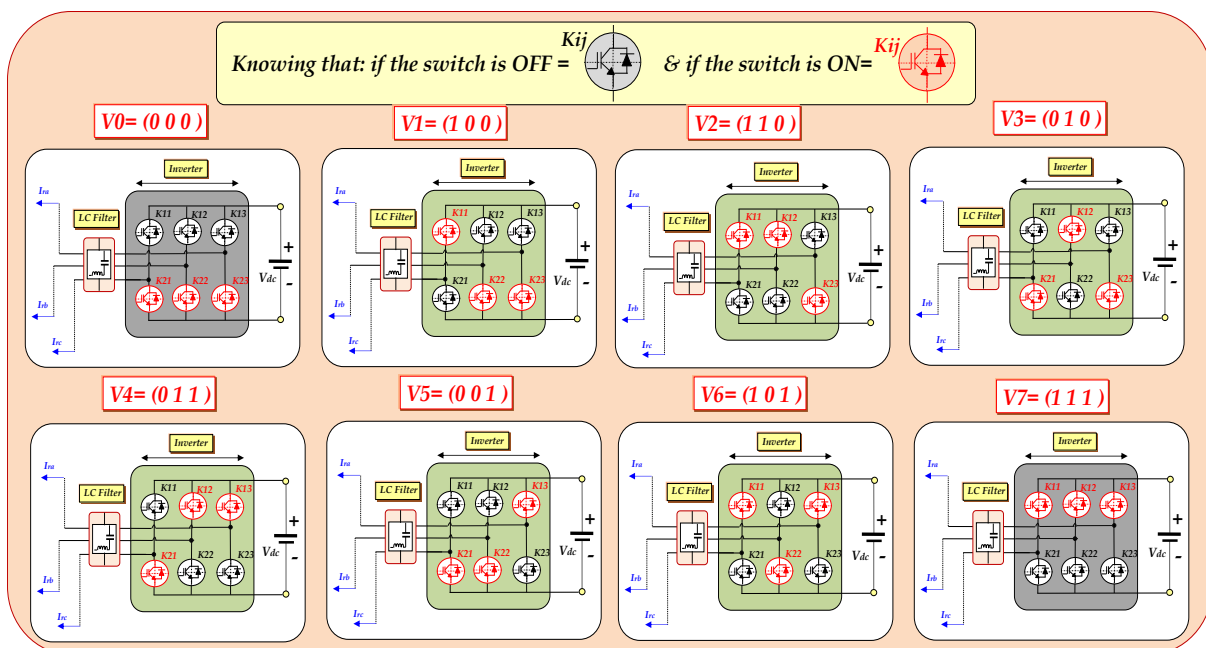 Knowing that: if the switch is OFF = Kij & if the switch is ON= Kij
V0= (0 0 0) V1= (1 0 0) V2= (1 1 0) V3= (0 1 0)
Inverter Inverter Inverter Inverter
Ira LC Filter K11 K12 K13 Ira LC Filter K11 K12 K13 Ira LC Filter K11 K12 K13 Ira LC Filter K11 K12 K13
+ + + +
Vdc Vdc Vdc Vdc
- - - -
Irb K21 K22 K23 Irb K21 K22 K23 Irb K21 K22 K23 Irb K21 K22 K23
Irc Irc Irc Irc
V4= (0 1 1) V5= (0 0 1) V6= (1 0 1) V7= (1 1 1)
Inverter Inverter Inverter Inverter
Ira LC Filter K11 K12 K13 Ira LC Filter K11 K12 K13 Ira LC Filter K11 K12 K13 Ira LC Filter K11 K12 K13
+ + + +
Vdc Vdc Vdc Vdc
- - - -
Irb K21 K22 K23 Irb K21 K22 K23 Irb K21 K22 K23 Irb K21 K22 K23
Irc Irc Irc Irc